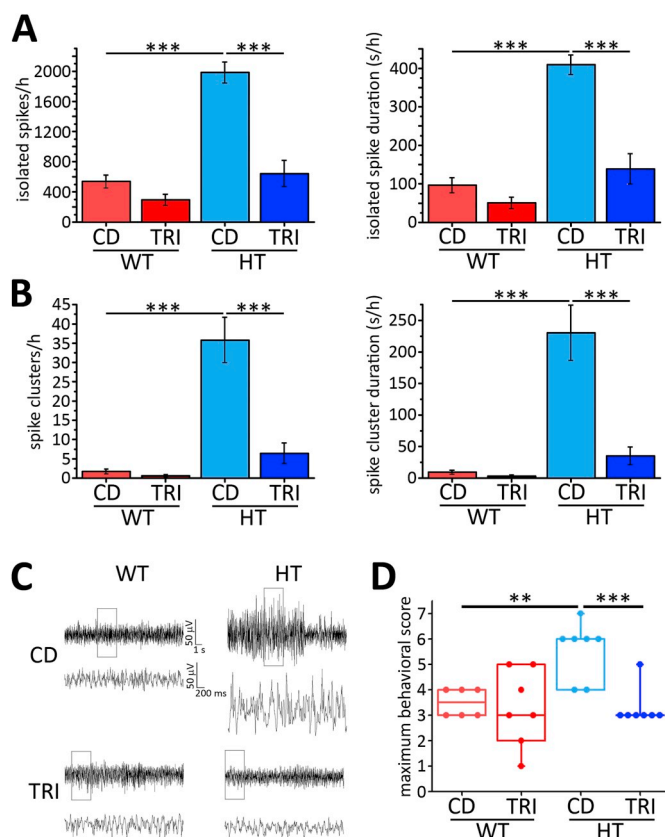 A
isolated spikes/h
2000
1600
1200
800
400
0
*** ***
CD TRI CD TRI
WT HT
isolated spike duration (s/h)
400
300
200
100
0
*** ***
CD TRI CD TRI
WT HT
B
spike clusters/h
45
40
35
30
25
20
15
10
5
0
*** ***
CD TRI CD TRI
WT HT
spike cluster duration (s/h)
250
200
150
100
50
0
*** ***
CD TRI CD TRI
WT HT
C
WT HT
CD
50 µV
1 s
50 µV
200 ms
TRI
D
maximum behavioral score
7
6
5
4
3
2
1
0
** ***
CD TRI CD TRI
WT HT